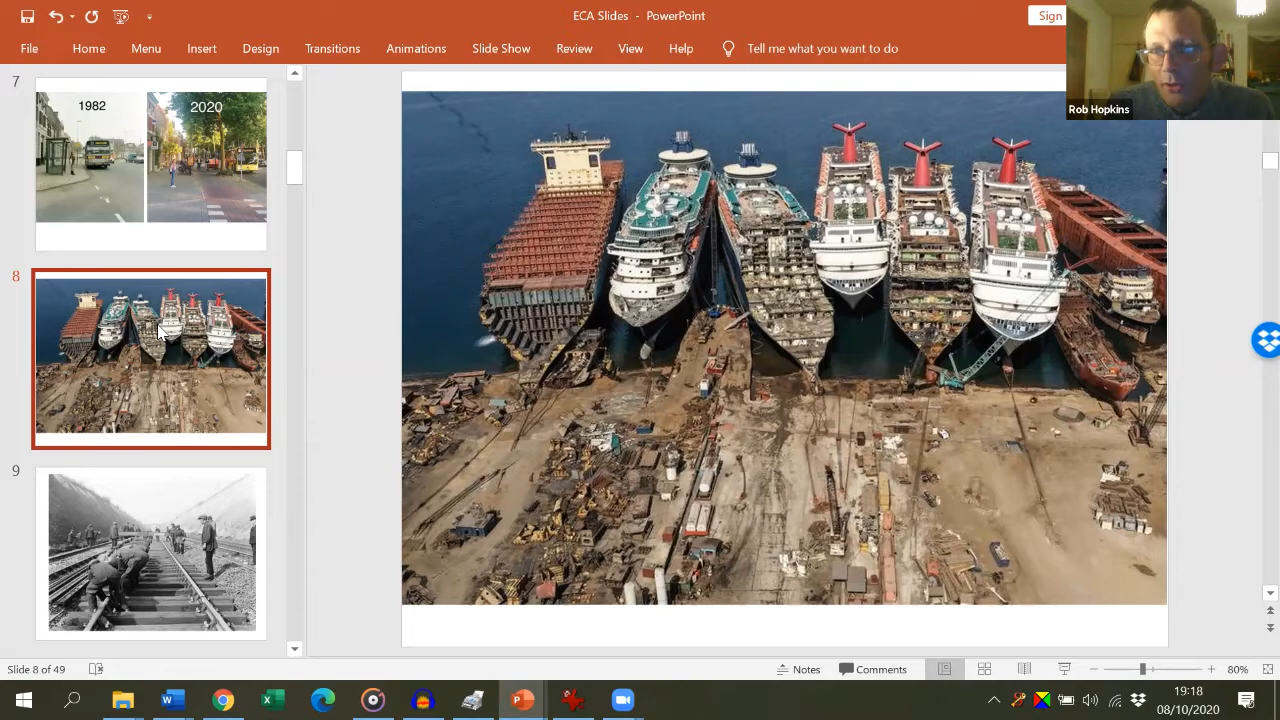 ECA Slides - PowerPoint
Sign
File Home Menu Insert Design Transitions Animations Slide Show Review View Help Tell me what you want to do
Rob Hopkins
7
1982
2020
8
9
Slide 8 of 49
Notes
Comments
80%
19:18
08/10/2020